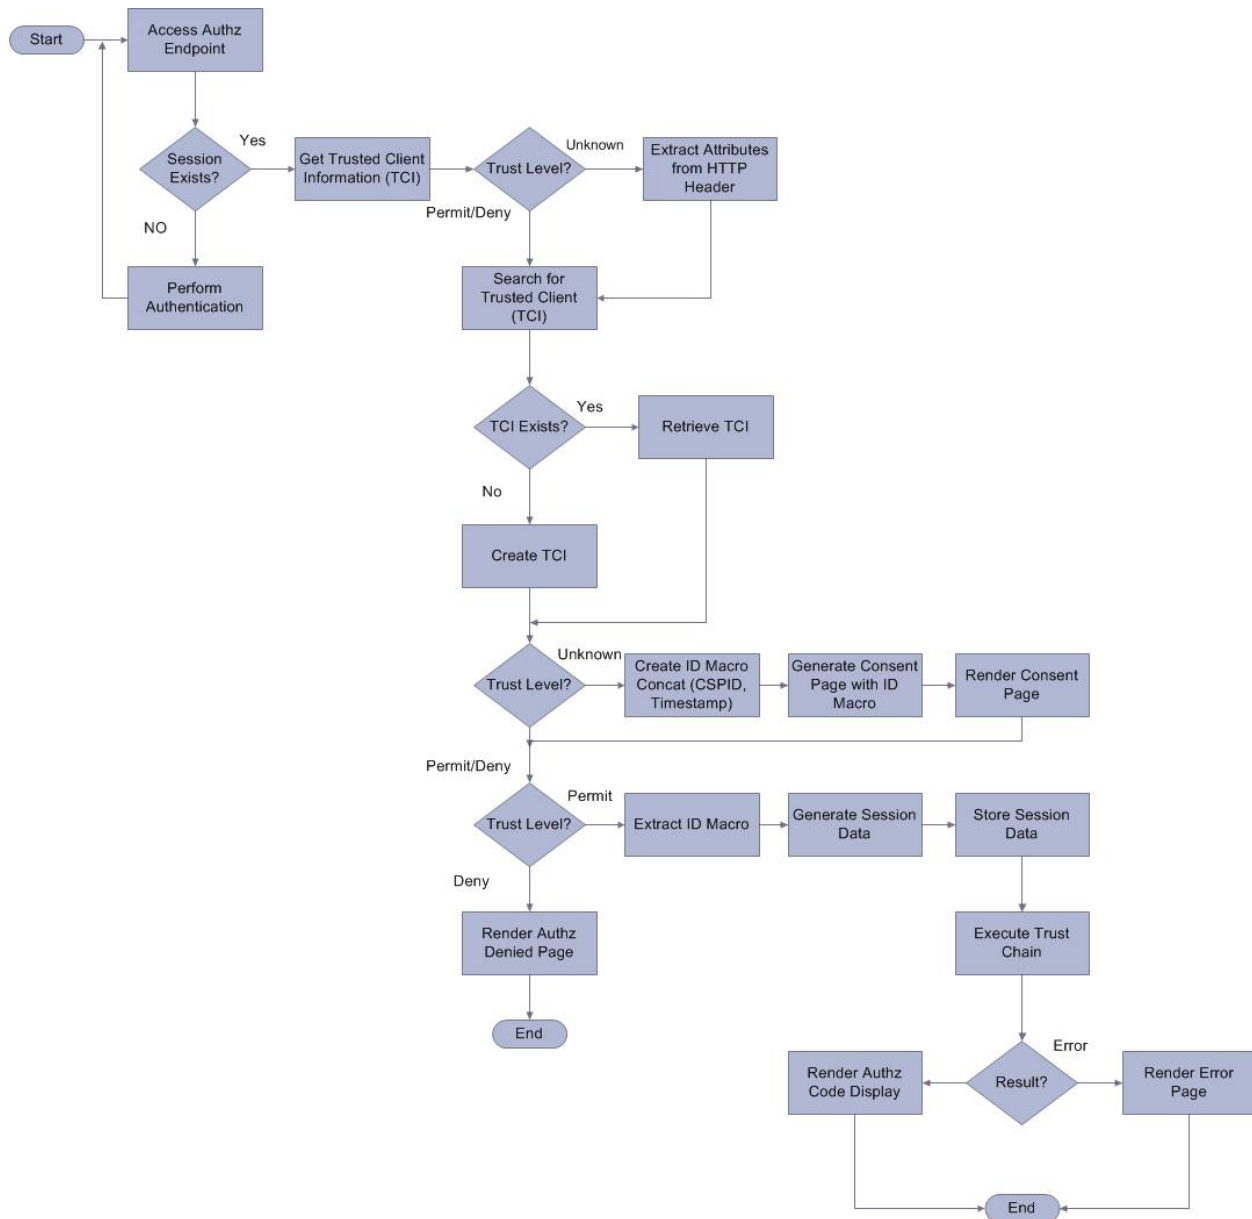 Start
Access Authz
Endpoint
Session
Exists?
Yes
NO
Perform
Authentication
Get Trusted Client
Information (TCI)
Trust Level?
Unknown
Permit/Deny
Extract Attributes
from HTTP
Header
Search for
Trusted Client
(TCI)
TCI Exists?
Yes
Retrieve TCI
No
Create TCI
Trust Level?
Unknown
Create ID Macro
Concat (CSPID,
Timestamp)
Generate Consent
Page with ID
Macro
Render Consent
Page
Permit/Deny
Trust Level?
Permit
Extract ID Macro
Generate Session
Data
Store Session
Data
Deny
Render Authz
Denied Page
End
Execute Trust
Chain
Result?
Error
Render Authz
Code Display
Render Error
Page
End